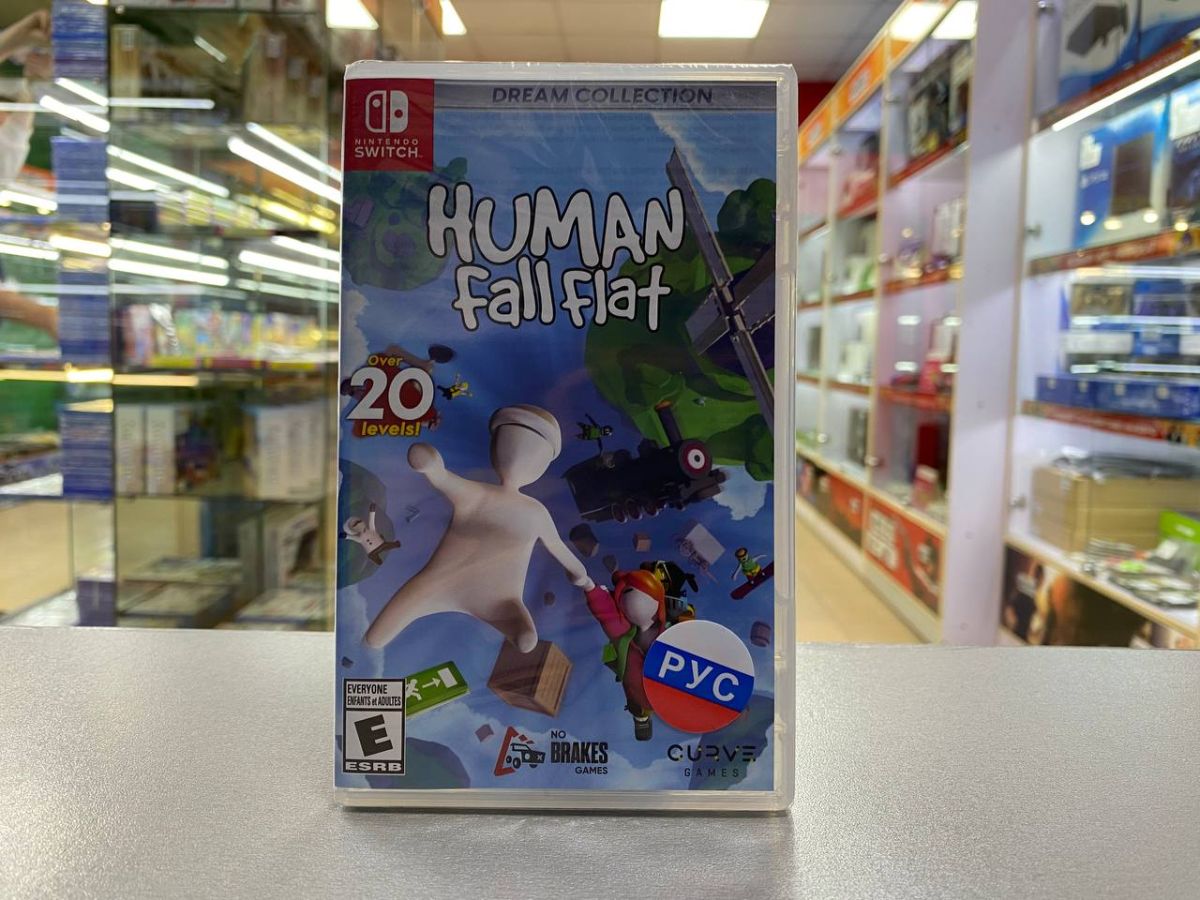 DREAM COLLECTION
NINTENDO
SWITCH
HUMAN
Fall Flat
Over
20
levels!
РУС
EVERYONE
ENFANTS et ADULTES
E
ESRB
NO
BRAKES
GAMES
CURVE
GAMES